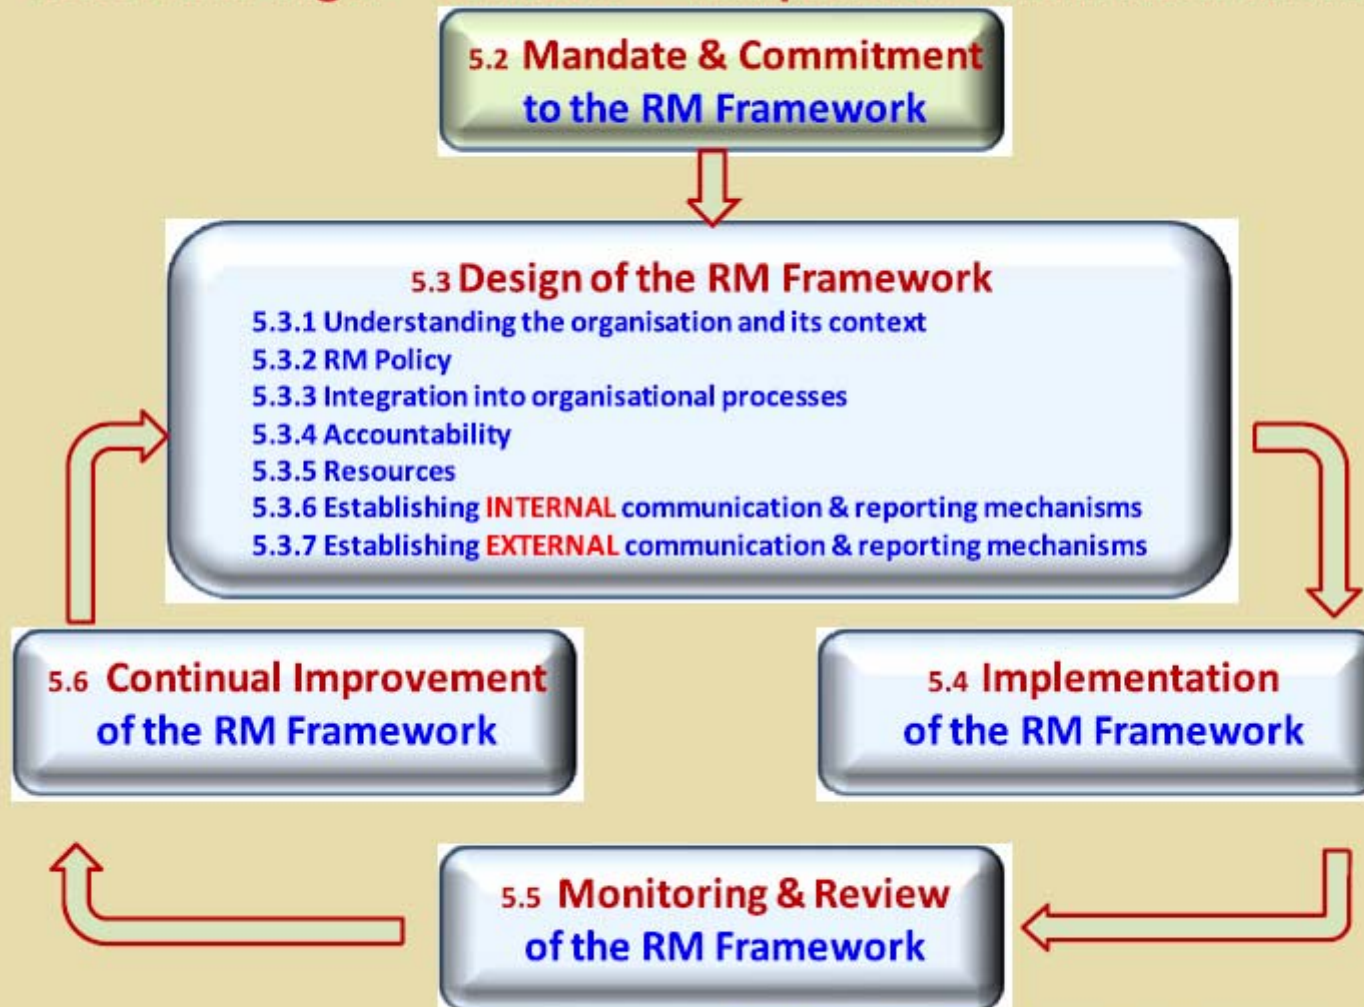 5.2 Mandate & Commitment
to the RM Framework
5.3 Design of the RM Framework
5.3.1 Understanding the organisation and its context
5.3.2 RM Policy
5.3.3 Integration into organisational processes
5.3.4 Accountability
5.3.5 Resources
5.3.6 Establishing INTERNAL communication & reporting mechanisms
5.3.7 Establishing EXTERNAL communication & reporting mechanisms
5.6 Continual Improvement
of the RM Framework
5.4 Implementation
of the RM Framework
5.5 Monitoring & Review
of the RM Framework